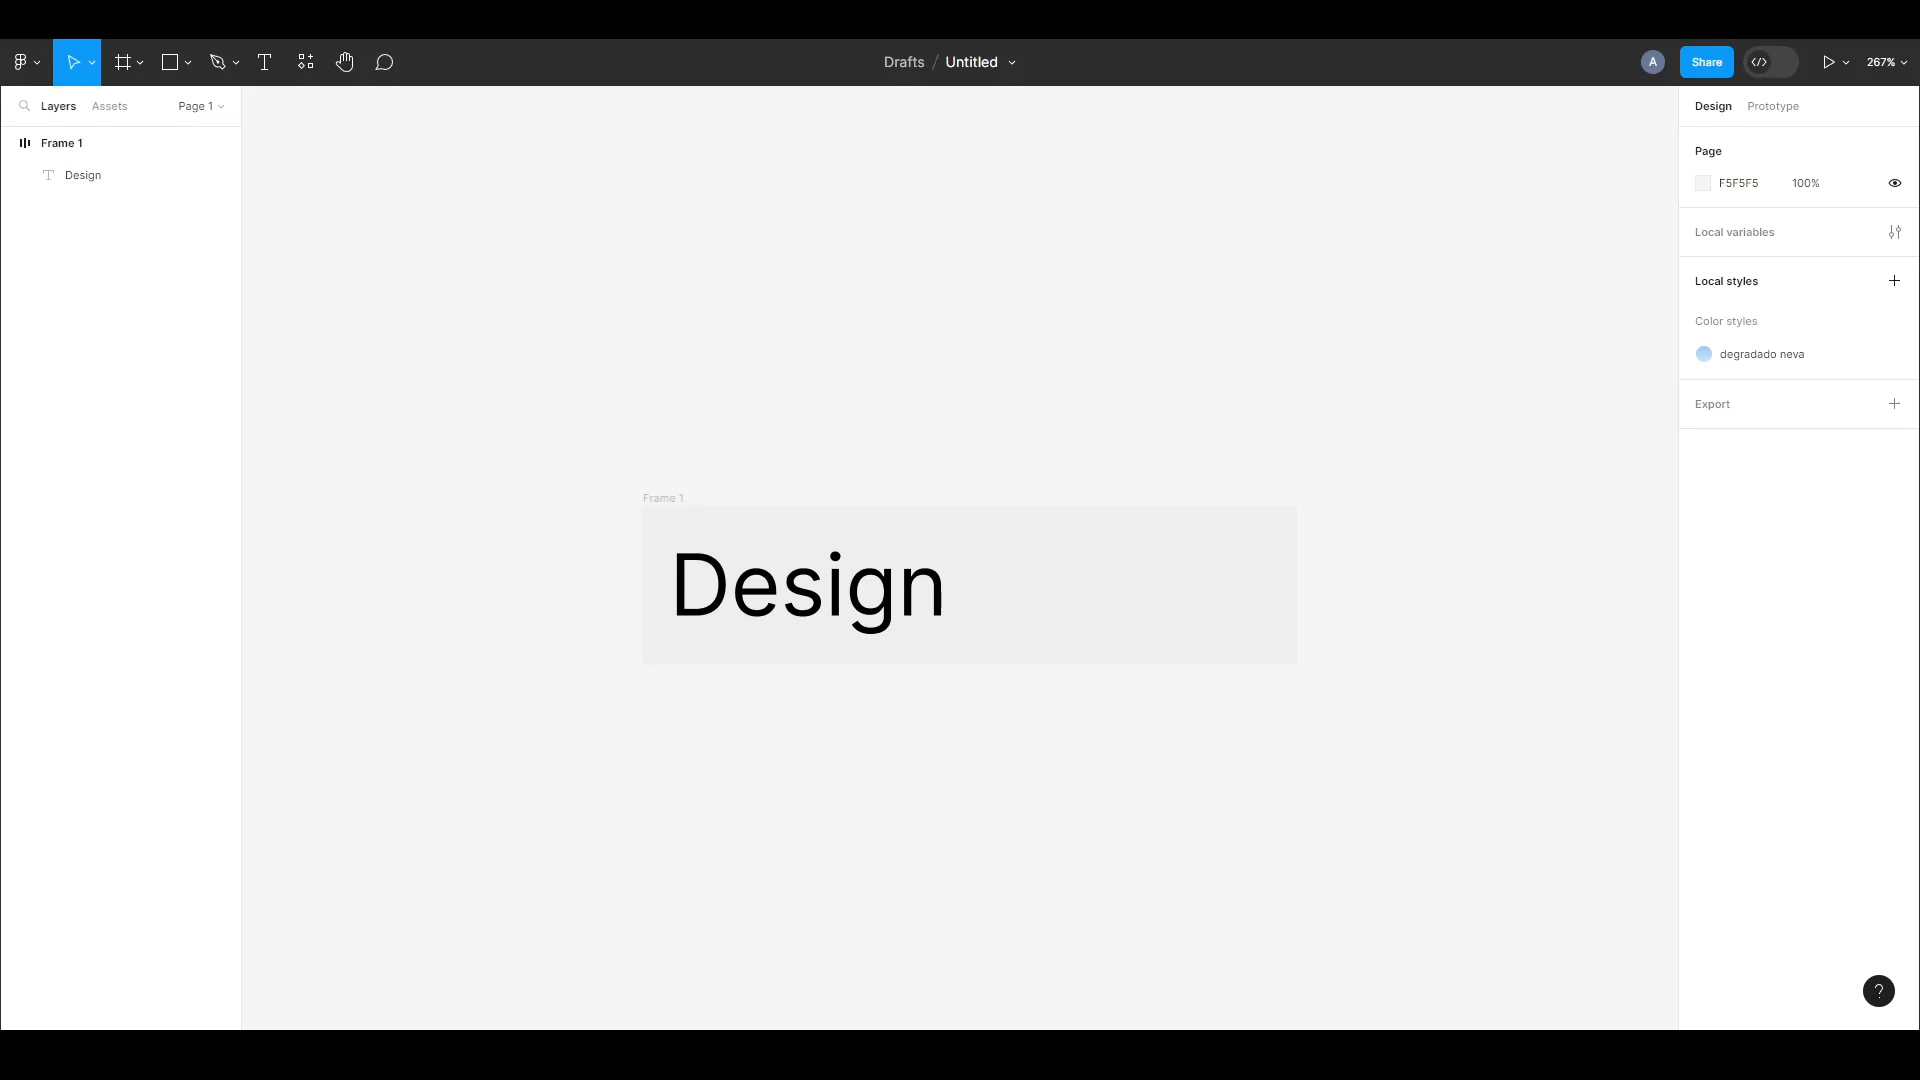 Drafts / Untitled
A
Share
267%
Layers
Assets
Page 1
Frame 1
Design
Frame 1
Design
Design
Prototype
Page
F5F5F5
100%
Local variables
Local styles
Color styles
degradado neva
Export
?